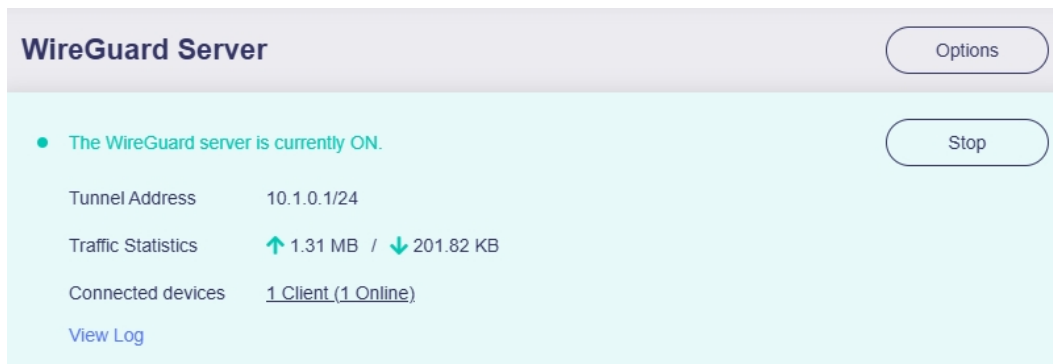 WireGuard Server
Options
The WireGuard server is currently ON.
Stop
Tunnel Address 10.1.0.1/24
Traffic Statistics ↑ 1.31 MB / ↓ 201.82 KB
Connected devices 1 Client (1 Online)
View Log